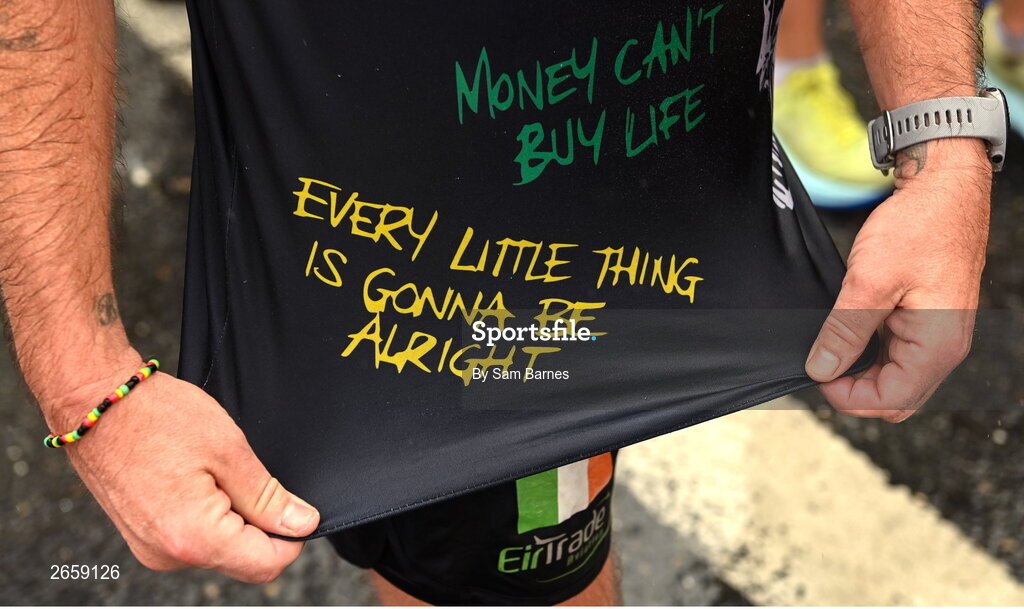 MONEY CAN'T
BUY LIFE
EVERY LITTLE THING
IS GONNA BE
ALRIGHT
Sportsfile.
By Sam Barnes
EirTrade
2659126